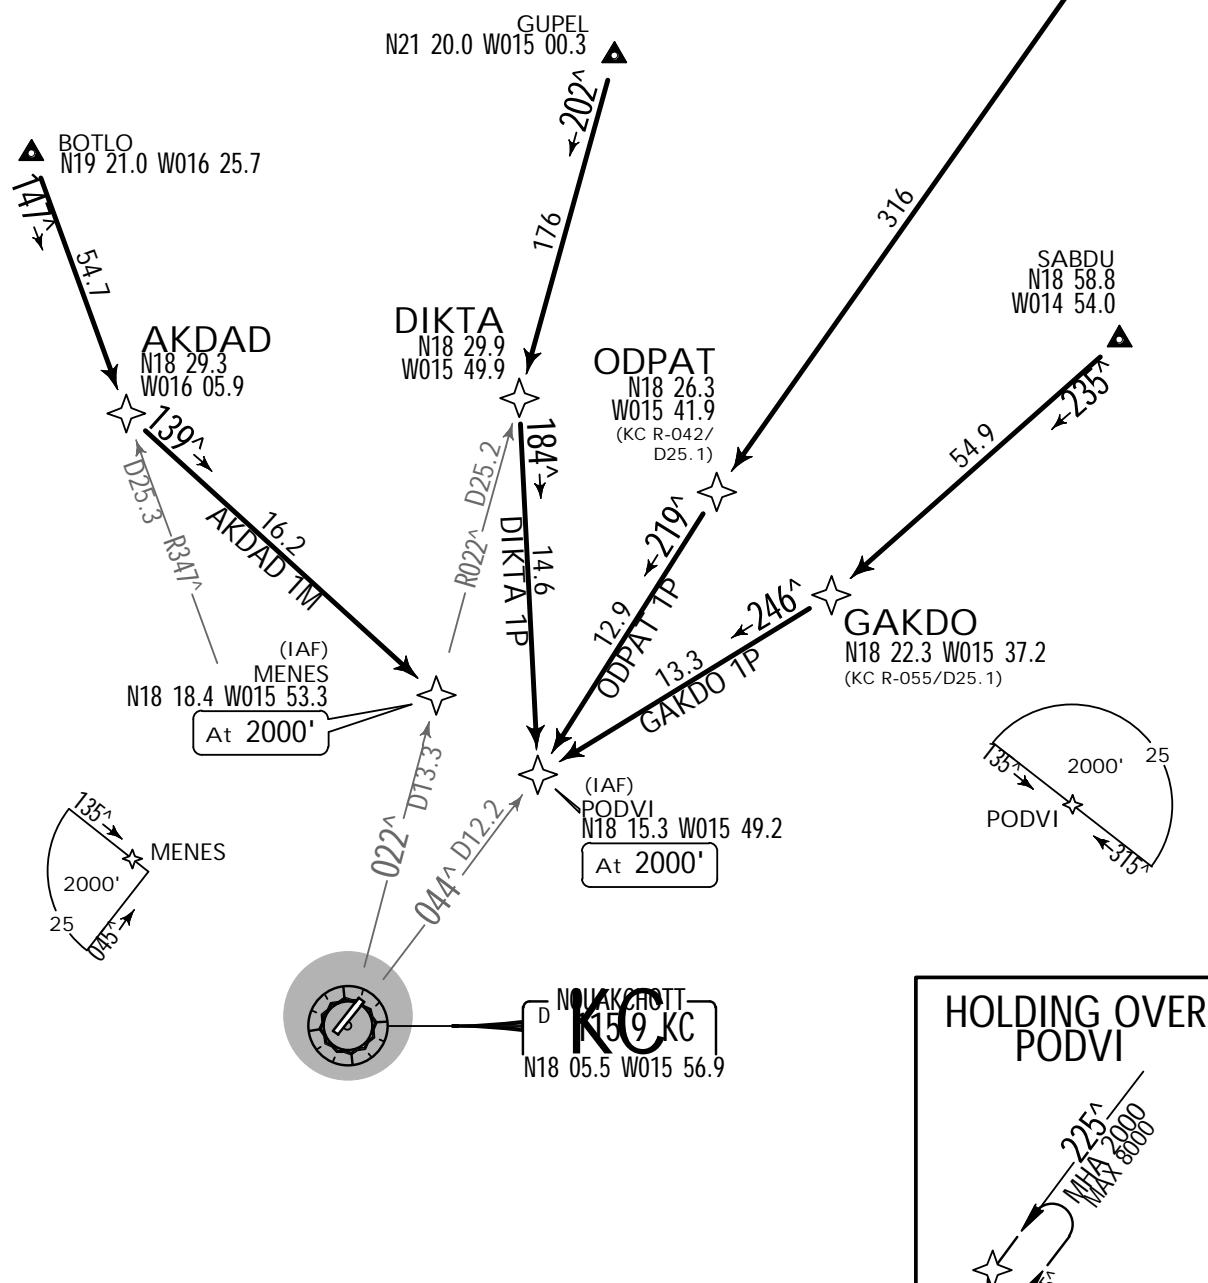 GUPEL
N21 20.0 W015 00.3
202^
BOTLO
N19 21.0 W016 25.7
147^
54.7
176
316
SABDU
N18 58.8
W014 54.0
235^
54.9
AKDAD
N18 29.3
W016 05.9
DIKTA
N18 29.9
W015 49.9
ODPAT
N18 26.3
W015 41.9
(KC R-042/
D25.1)
139^
D25.3
R347^
16.2
AKDAD 1M
R022^
D25.2
184^
14.6
DIKTA 1P
219^
12.9
ODPAT 1P
246^
13.3
GAKDO 1P
GAKDO
N18 22.3 W015 37.2
(KC R-055/D25.1)
(IAF)
MENES
N18 18.4 W015 53.3
At 2000'
022^
D13.3
044^
D12.2
(IAF)
PODVI
N18 15.3 W015 49.2
At 2000'
135^
MENES
2000'
25
045^
135^
2000'
25
PODVI
315^
NOUAKCHOTT
D
115.9 KC
KC
N18 05.5 W015 56.9
HOLDING OVER
PODVI
225^
MHA 2000
MAX 8000